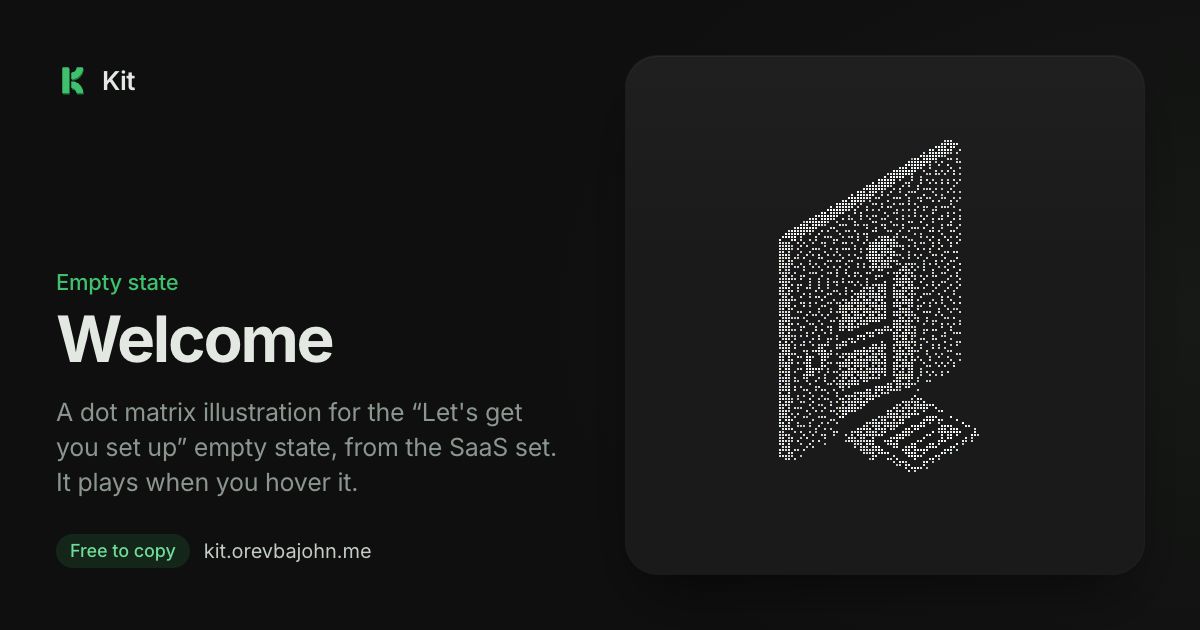 Kit
Empty state
Welcome
A dot matrix illustration for the “Let's get
you set up” empty state, from the SaaS set.
It plays when you hover it.
Free to copy
kit.orevbajohn.me